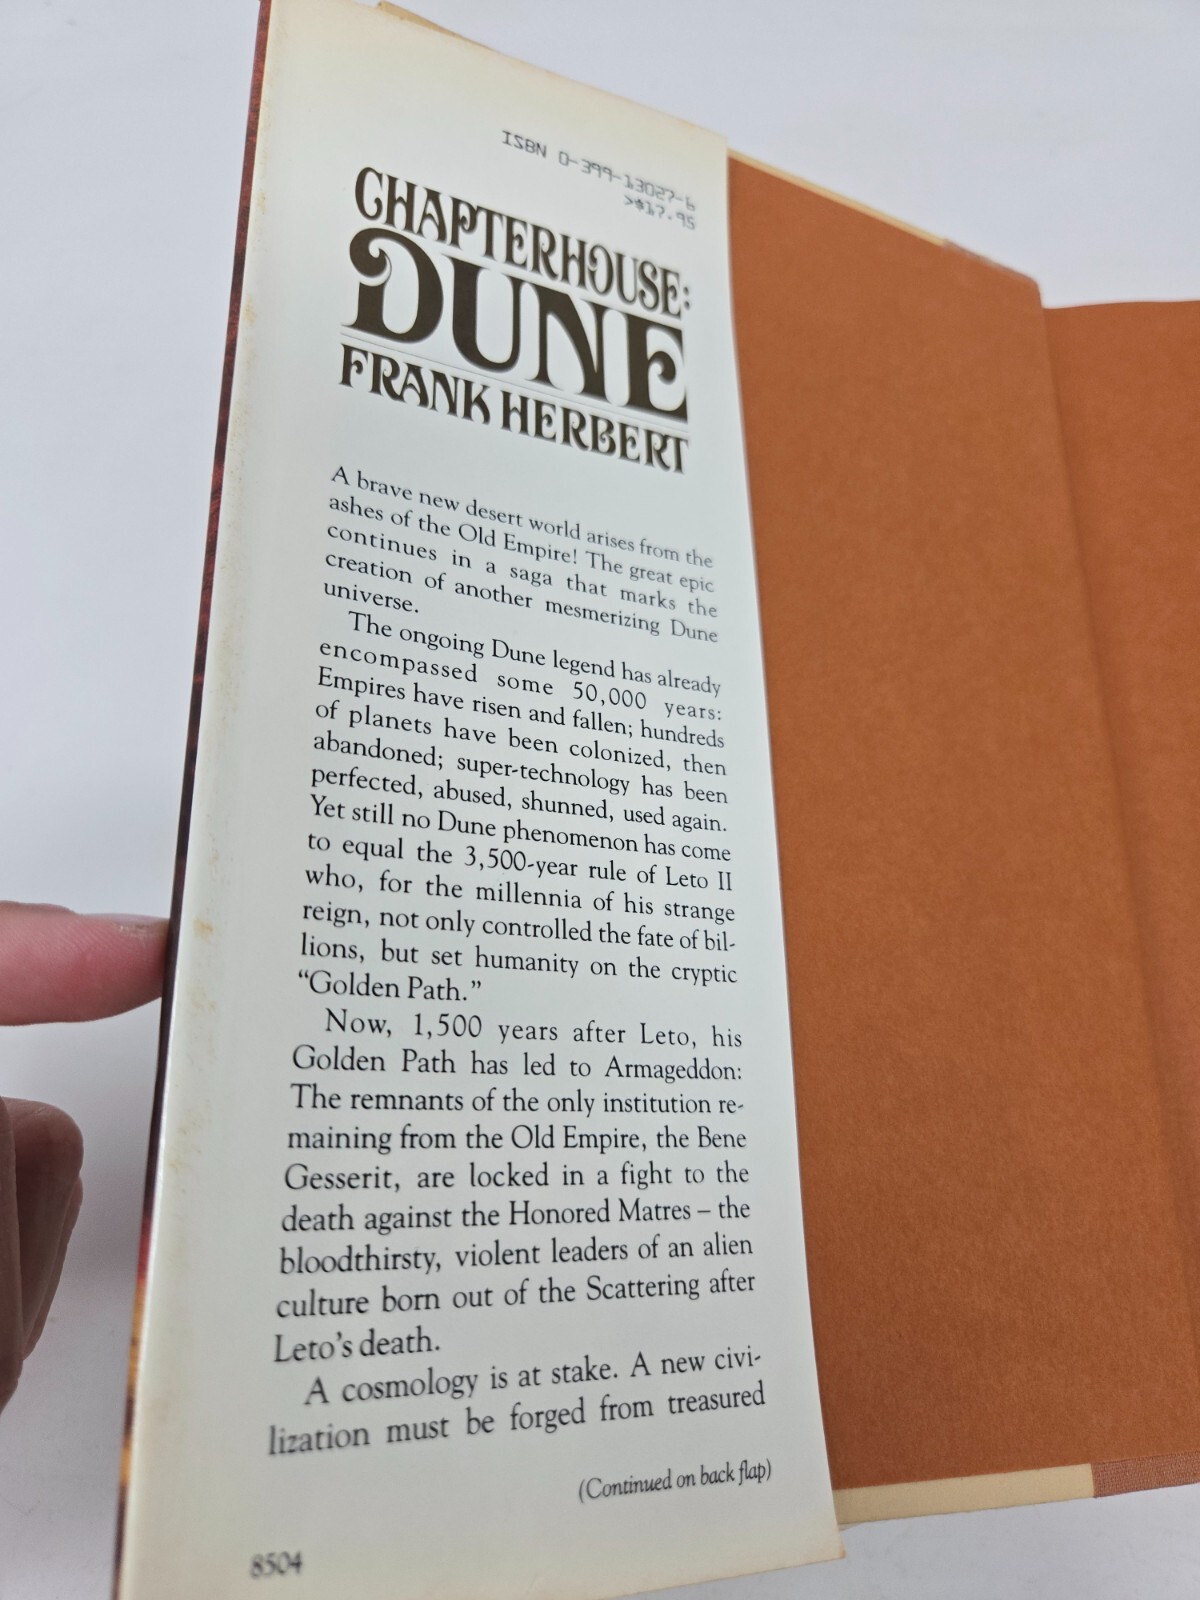 ISBN 0-399-13027-6
>$17.95
CHAPTERHOUSE:
DUNE
FRANK HERBERT
A brave new desert world arises from the
ashes of the Old Empire! The great epic
continues in a saga that marks the
creation of another mesmerizing Dune
universe.
The ongoing Dune legend has already
encompassed some 50,000 years:
Empires have risen and fallen; hundreds
of planets have been colonized, then
abandoned; super-technology has been
perfected, abused, shunned, used again.
Yet still no Dune phenomenon has come
to equal the 3,500-year rule of Leto II
who, for the millennia of his strange
reign, not only controlled the fate of bil-
lions, but set humanity on the cryptic
“Golden Path.”
Now, 1,500 years after Leto, his
Golden Path has led to Armageddon:
The remnants of the only institution re-
maining from the Old Empire, the Bene
Gesserit, are locked in a fight to the
death against the Honored Matres – the
bloodthirsty, violent leaders of an alien
culture born out of the Scattering after
Leto’s death.
A cosmology is at stake. A new civi-
lization must be forged from treasured
(Continued on back flap)
8504